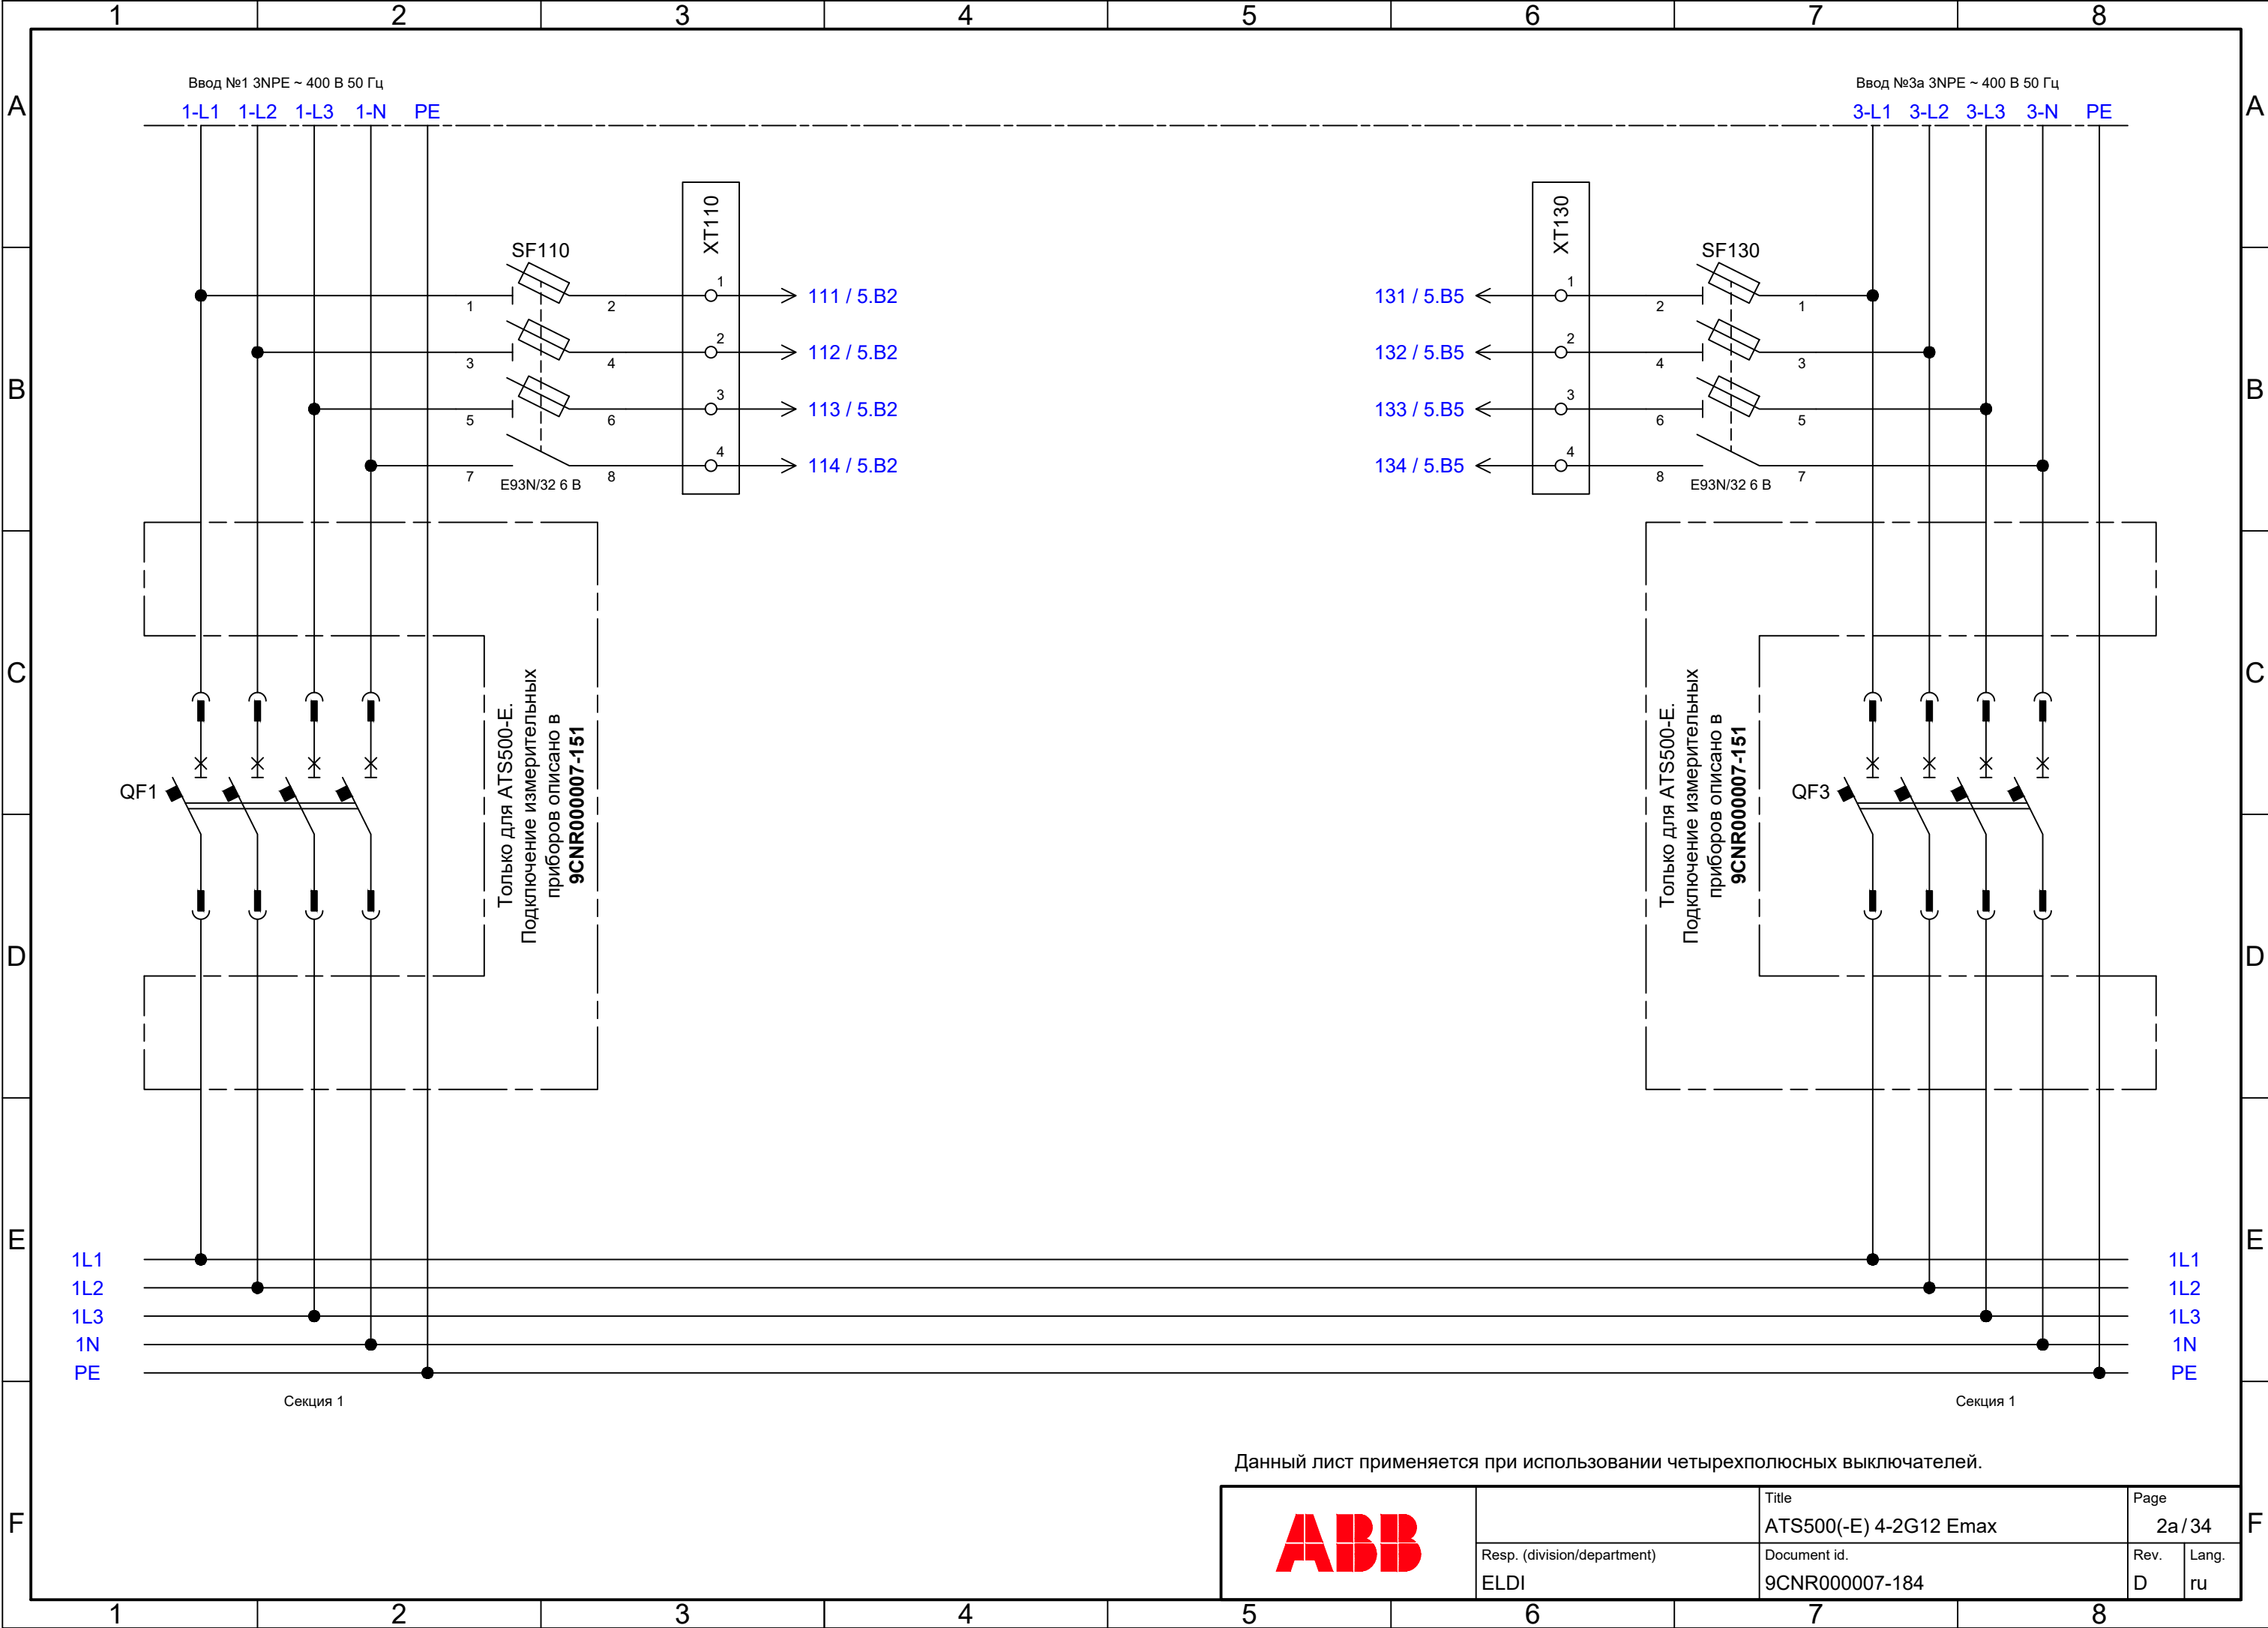 1 2 3 4 5 6 7 8
A
A
Ввод №1 3NPE ~ 400 В 50 Гц
1-L1 1-L2 1-L3 1-N PE
Ввод №3а 3NPE ~ 400 В 50 Гц
3-L1 3-L2 3-L3 3-N PE
XT110
XT130
SF110
SF130
1 2 1 111 / 5.B2
3 4 2 112 / 5.B2
5 6 3 113 / 5.B2
7 8 4 114 / 5.B2
E93N/32 6 В
131 / 5.B5 1 2 1
132 / 5.B5 2 4 3
133 / 5.B5 3 6 5
134 / 5.B5 4 8 7
E93N/32 6 В
B
B
C
C
QF1
Только для ATS500-E.
Подключение измерительных
приборов описано в
9CNR000007-151
Только для ATS500-E.
Подключение измерительных
приборов описано в
9CNR000007-151
QF3
D
D
E
E
1L1 1L1
1L2 1L2
1L3 1L3
1N 1N
PE PE
Секция 1
Секция 1
Данный лист применяется при использовании четырехполюсных выключателей.
F
F
ABB
Title
ATS500(-E) 4-2G12 Emax
Page
2a/34
Resp. (division/department)
ELDI
Document id.
9CNR000007-184
Rev.
D
Lang.
ru
1 2 3 4 5 6 7 8